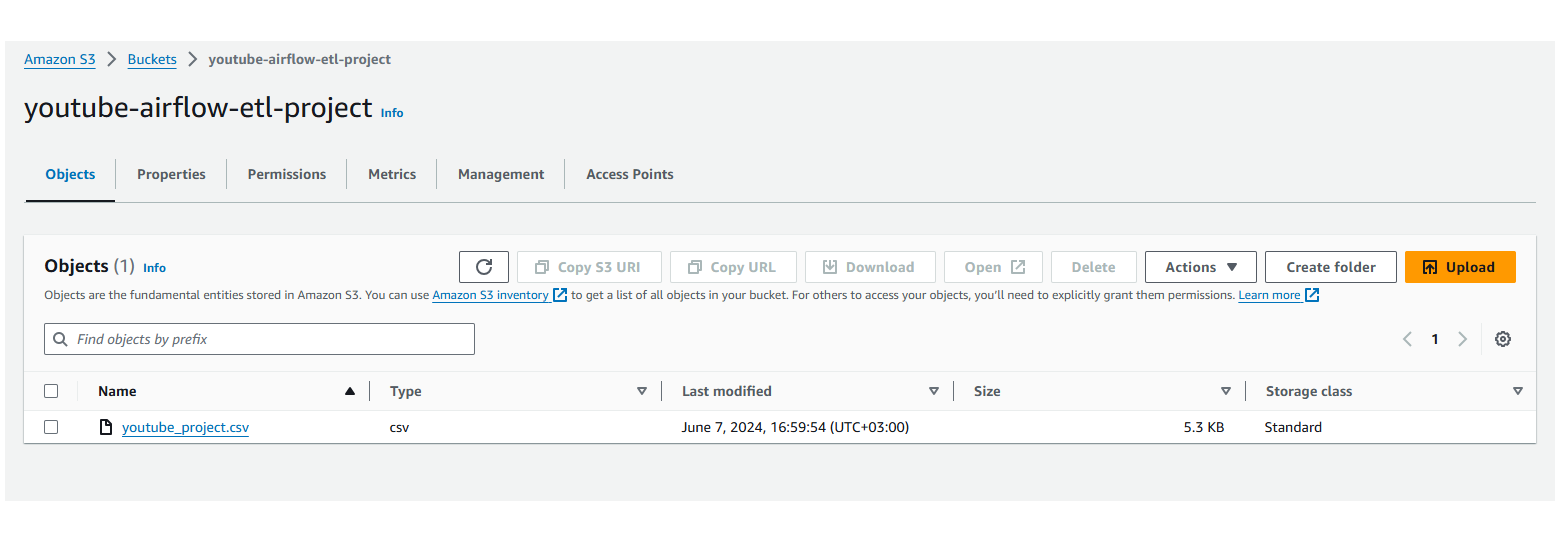 Amazon S3 > Buckets > youtube-airflow-etl-project
youtube-airflow-etl-project Info
Objects Properties Permissions Metrics Management Access Points
Objects (1) Info Copy S3 URI Copy URL Download Open Delete Actions Create folder Upload
Objects are the fundamental entities stored in Amazon S3. You can use Amazon S3 inventory to get a list of all objects in your bucket. For others to access your objects, you'll need to explicitly grant them permissions. Learn more
Find objects by prefix 1
Name Type Last modified Size Storage class
youtube_project.csv csv June 7, 2024, 16:59:54 (UTC+03:00) 5.3 KB Standard